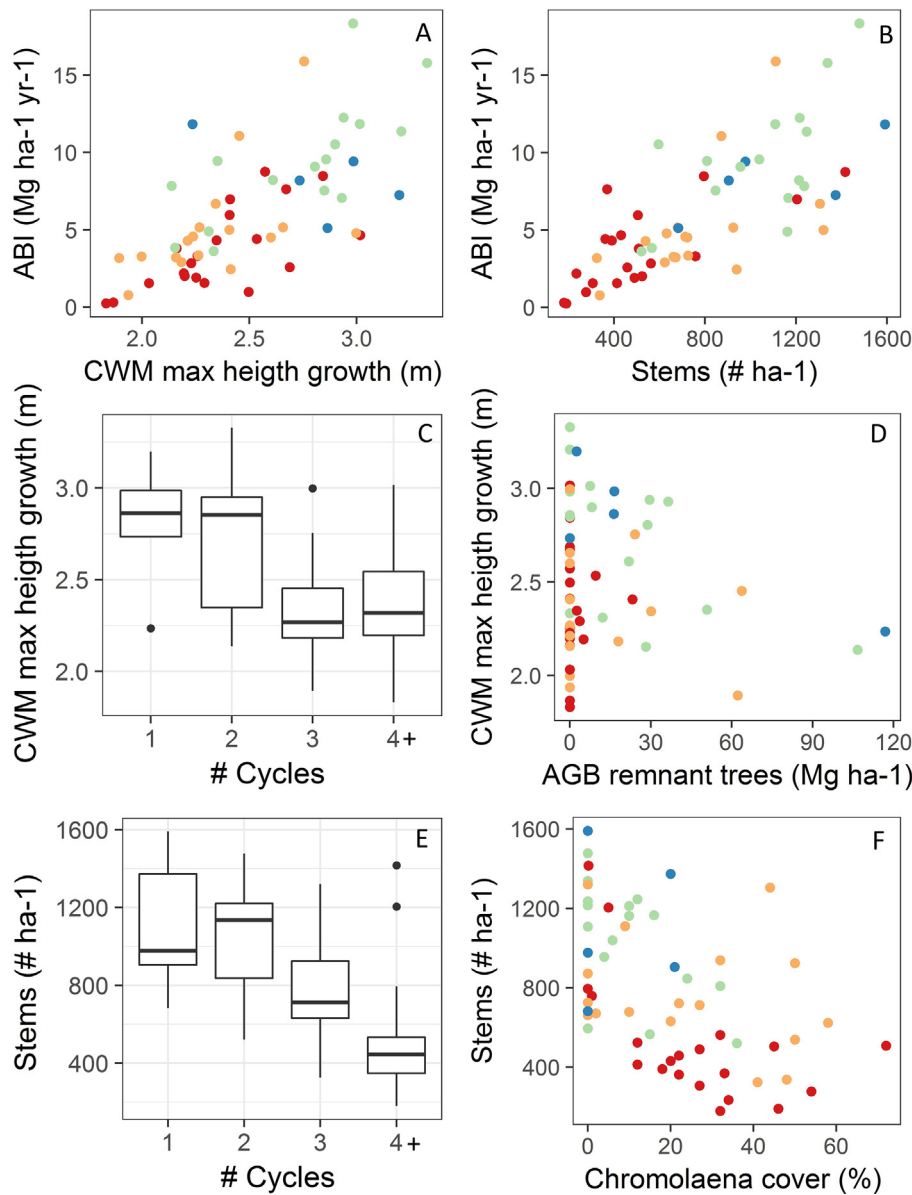 A
B
ABI (Mg ha-1 yr-1)
15
10
5
0
2.0 2.5 3.0
CWM max heigth growth (m)
ABI (Mg ha-1 yr-1)
15
10
5
0
400 800 1200 1600
Stems (# ha-1)
C
D
CWM max heigth growth (m)
3.0
2.5
2.0
1 2 3 4+
# Cycles
CWM max heigth growth (m)
3.0
2.5
2.0
0 30 60 90 120
AGB remnant trees (Mg ha-1)
E
F
Stems (# ha-1)
1600
1200
800
400
1 2 3 4+
# Cycles
Stems (# ha-1)
1600
1200
800
400
0 20 40 60
Chromolaena cover (%)